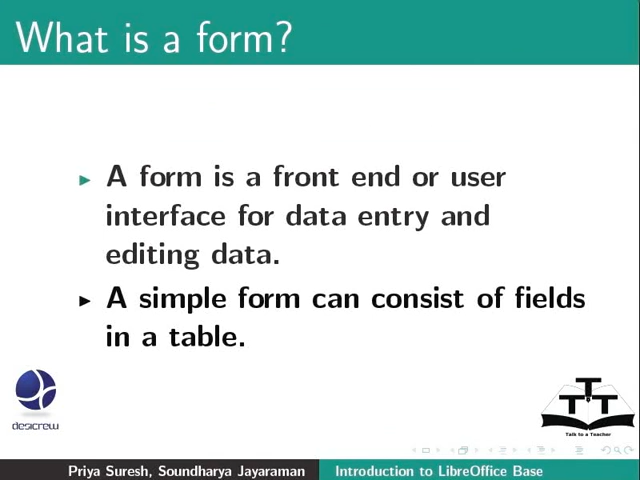 What is a form?
A form is a front end or user
interface for data entry and
editing data.
A simple form can consist of fields
in a table.
desicrew
T
T T
Talk to a Teacher
Priya Suresh, Soundharya Jayaraman
Introduction to LibreOffice Base